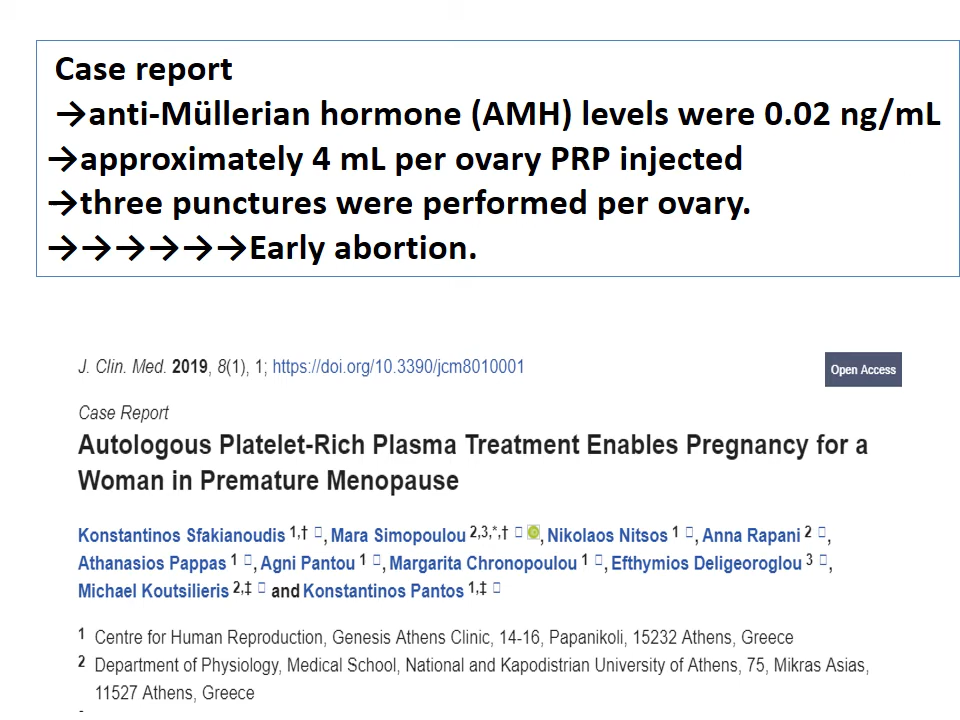 Case report
→anti-Müllerian hormone (AMH) levels were 0.02 ng/mL
→approximately 4 mL per ovary PRP injected
→three punctures were performed per ovary.
→→→→→→Early abortion.
J. Clin. Med. 2019, 8(1), 1; https://doi.org/10.3390/jcm8010001
Open Access
Case Report
Autologous Platelet-Rich Plasma Treatment Enables Pregnancy for a
Woman in Premature Menopause
Konstantinos Sfakianoudis 1,†, Mara Simopoulou 2,3,*,†, Nikolaos Nitsos 1, Anna Rapani 2,
Athanasios Pappas 1, Agni Pantou 1, Margarita Chronopoulou 1, Efthymios Deligeoroglou 3,
Michael Koutsilieris 2,‡ and Konstantinos Pantos 1,‡
1 Centre for Human Reproduction, Genesis Athens Clinic, 14-16, Papanikoli, 15232 Athens, Greece
2 Department of Physiology, Medical School, National and Kapodistrian University of Athens, 75, Mikras Asias,
11527 Athens, Greece